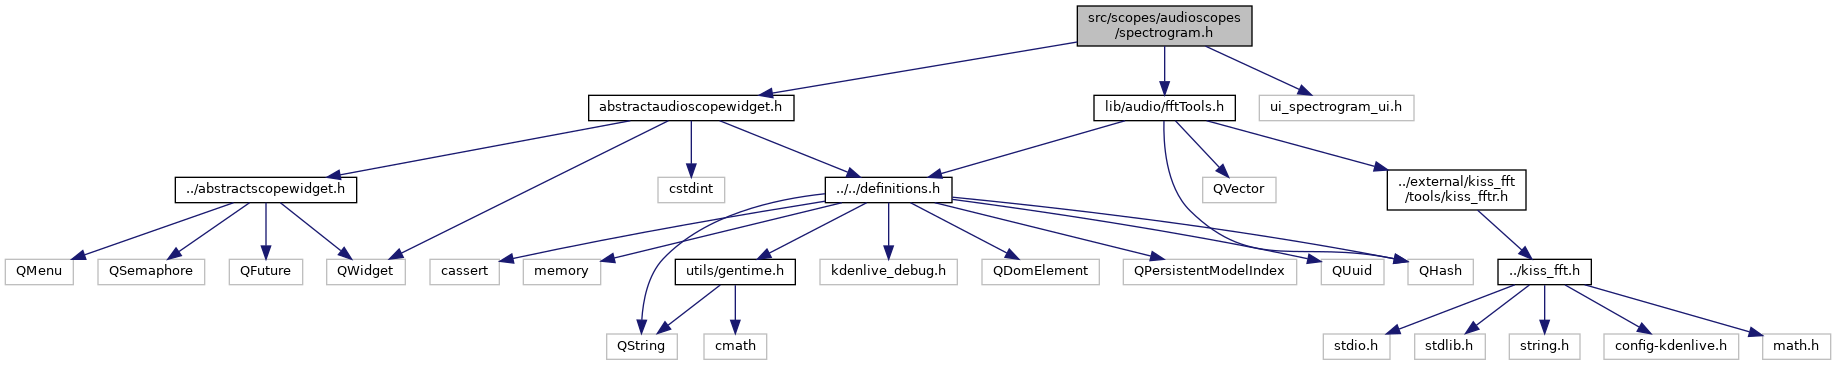 src/scopes/audioscopes
/spectrogram.h
abstractaudioscopewidget.h
lib/audio/fftTools.h
ui_spectrogram_ui.h
../abstractscopewidget.h
cstdint
../../definitions.h
QVector
../external/kiss_fft
/tools/kiss_fftr.h
QMenu
QSemaphore
QFuture
QWidget
cassert
memory
utils/gentime.h
kdenlive_debug.h
QDomElement
QPersistentModelIndex
QUuid
QHash
../kiss_fft.h
QString
cmath
stdio.h
stdlib.h
string.h
config-kdenlive.h
math.h